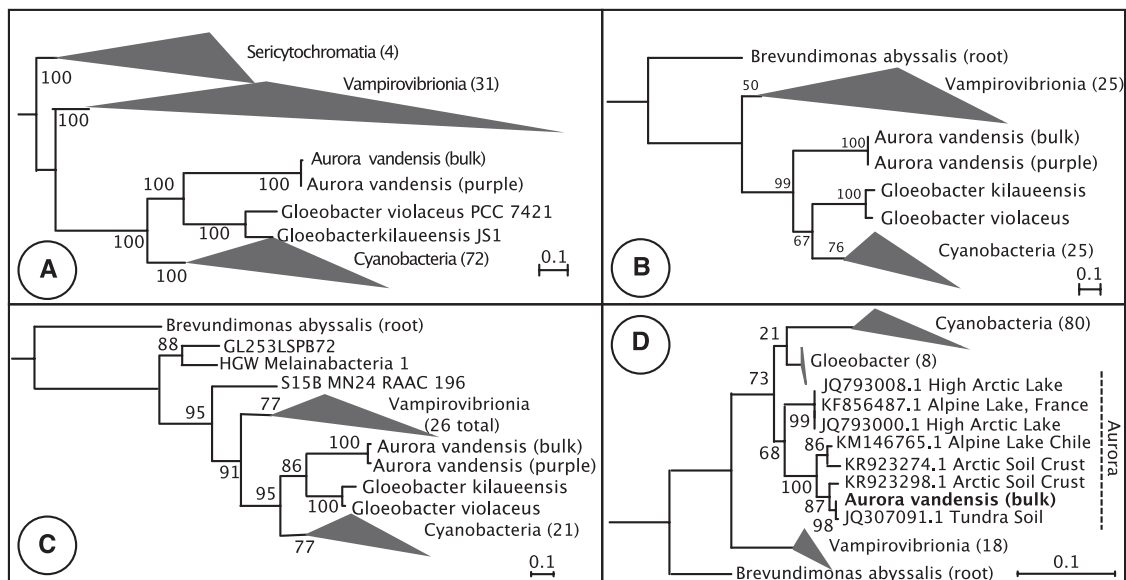 Sericytochromatia (4)
100
Vampirovibrionia (31)
100
Aurora vandensis (bulk)
100
100
Aurora vandensis (purple)
Gloeobacter violaceus PCC 7421
100
100
Gloeobacterkilaueensis JS1
Cyanobacteria (72)
100
0.1
A
Brevundimonas abyssalis (root)
50
Vampirovibrionia (25)
Aurora vandensis (bulk)
100
Aurora vandensis (purple)
99
Gloeobacter kilaueensis
100
Gloeobacter violaceus
67
76
Cyanobacteria (25)
0.1
B
Brevundimonas abyssalis (root)
88
GL253LSPB72
HGW Melainabacteria 1
S15B MN24 RAAC 196
95
77
Vampirovibrionia
(26 total)
100
Aurora vandensis (bulk)
Aurora vandensis (purple)
91
86
Gloeobacter kilaueensis
95
100
Gloeobacter violaceus
Cyanobacteria (21)
77
0.1
C
D
21
Cyanobacteria (80)
Gloeobacter (8)
73
JQ793008.1 High Arctic Lake
KF856487.1 Alpine Lake, France
99
JQ793000.1 High Arctic Lake
68
86
KM146765.1 Alpine Lake Chile
KR923274.1 Arctic Soil Crust
100
KR923298.1 Arctic Soil Crust
87
Aurora vandensis (bulk)
98
JQ307091.1 Tundra Soil
Aurora
Vampirovibrionia (18)
Brevundimonas abyssalis (root)
0.1